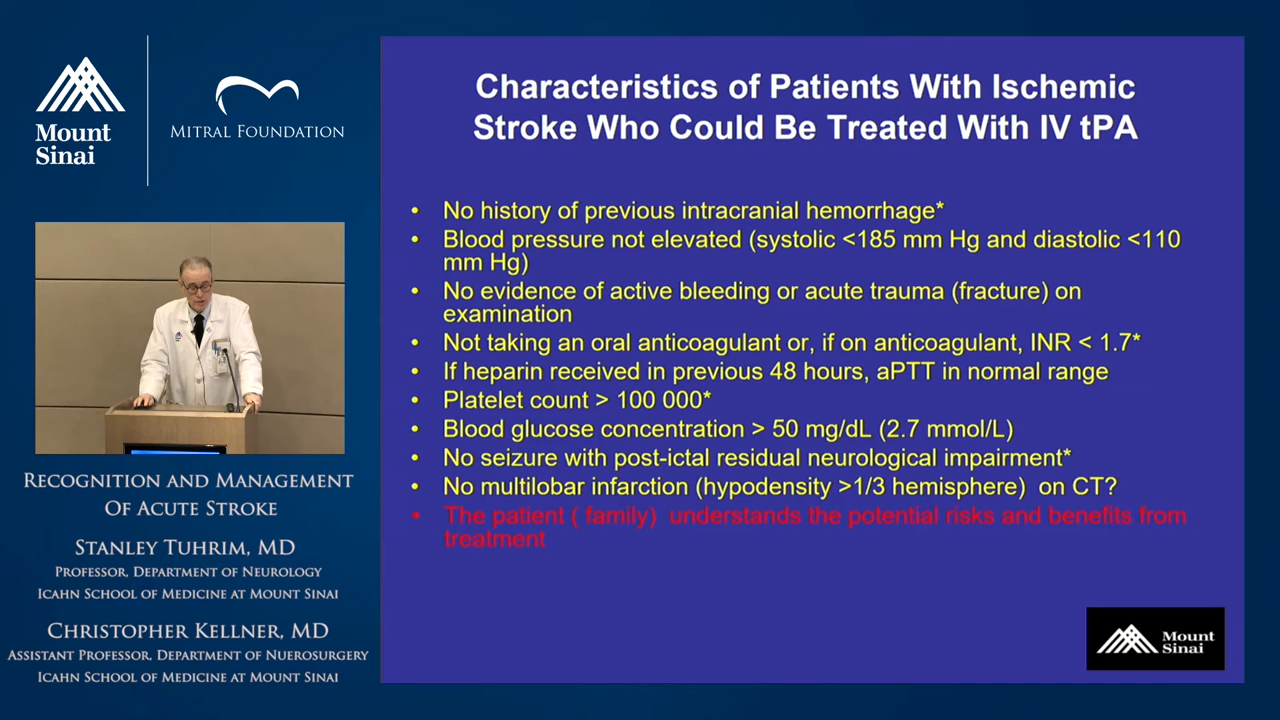 Mount
Sinai
MITRAL FOUNDATION
RECOGNITION AND MANAGEMENT
OF ACUTE STROKE
STANLEY TUHRIM, MD
PROFESSOR, DEPARTMENT OF NEUROLOGY
ICAHN SCHOOL OF MEDICINE AT MOUNT SINAI
CHRISTOPHER KELLNER, MD
ASSISTANT PROFESSOR, DEPARTMENT OF NUEROSURGERY
ICAHN SCHOOL OF MEDICINE AT MOUNT SINAI
Characteristics of Patients With Ischemic
Stroke Who Could Be Treated With IV tPA
• No history of previous intracranial hemorrhage*
• Blood pressure not elevated (systolic <185 mm Hg and diastolic <110
mm Hg)
• No evidence of active bleeding or acute trauma (fracture) on
examination
• Not taking an oral anticoagulant or, if on anticoagulant, INR < 1.7*
• If heparin received in previous 48 hours, aPTT in normal range
• Platelet count > 100 000*
• Blood glucose concentration > 50 mg/dL (2.7 mmol/L)
• No seizure with post-ictal residual neurological impairment*
• No multilobar infarction (hypodensity >1/3 hemisphere) on CT?
• The patient ( family) understands the potential risks and benefits from
treatment
Mount
Sinai